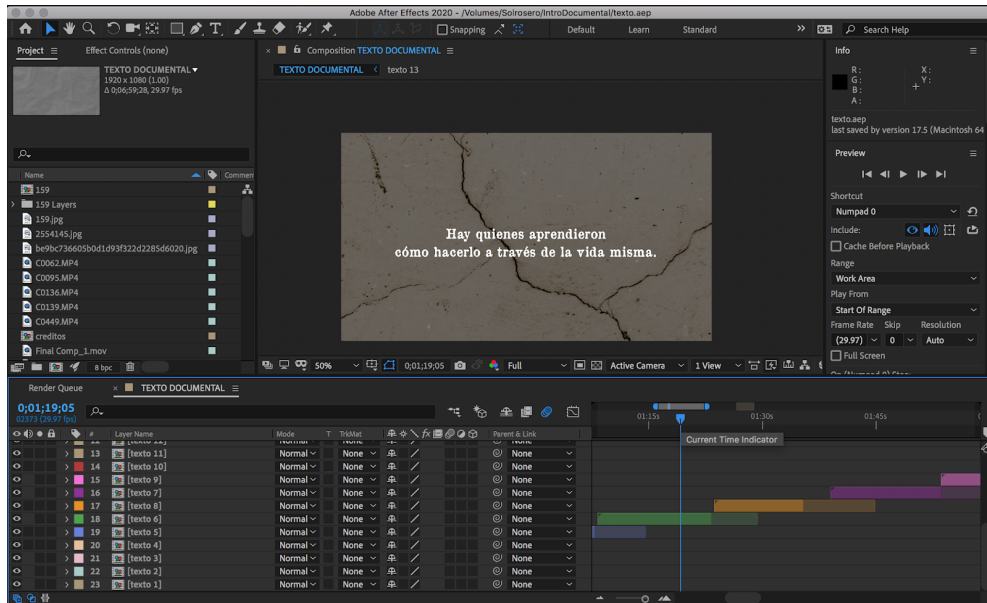 Adobe After Effects 2020 - /Volumes/Solrosero/IntroDocumental/texto.aep
Snapping
Default
Learn
Standard
Search Help
Project
Effect Controls (none)
TEXTO DOCUMENTAL
1920 x 1080 (1.00)
Δ 0;06;59;28, 29.97 fps
Name
Commen
159
159 Layers
159.jpg
2554145.jpg
be9bc736605b0d1d93f322d2285d6020.jpg
C0062.MP4
C0095.MP4
C0136.MP4
C0139.MP4
C0449.MP4
creditos
Final Comp_1.mov
8 bpc
Composition TEXTO DOCUMENTAL
TEXTO DOCUMENTAL
texto 13
Hay quienes aprendieron
cómo hacerlo a través de la vida misma.
50%
0;01;19;05
Full
Active Camera
1 View
Info
R:
G:
B:
A:
X:
Y:
texto.aep
last saved by version 17.5 (Macintosh 64
Preview
Shortcut
Numpad 0
Include:
Cache Before Playback
Range
Work Area
Play From
Start Of Range
Frame Rate Skip Resolution
(29.97) 0 Auto
Full Screen
Render Queue
TEXTO DOCUMENTAL
0;01;19;05
02373 (29.97 fps)
# Layer Name Mode T TrkMat Parent & Link
13 [texto 11] Normal None None
14 [texto 10] Normal None None
15 [texto 9] Normal None None
16 [texto 7] Normal None None
17 [texto 8] Normal None None
18 [texto 6] Normal None None
19 [texto 5] Normal None None
20 [texto 4] Normal None None
21 [texto 3] Normal None None
22 [texto 2] Normal None None
23 [texto 1] Normal None None
01:15s
01:30s
01:45s
Current Time Indicator